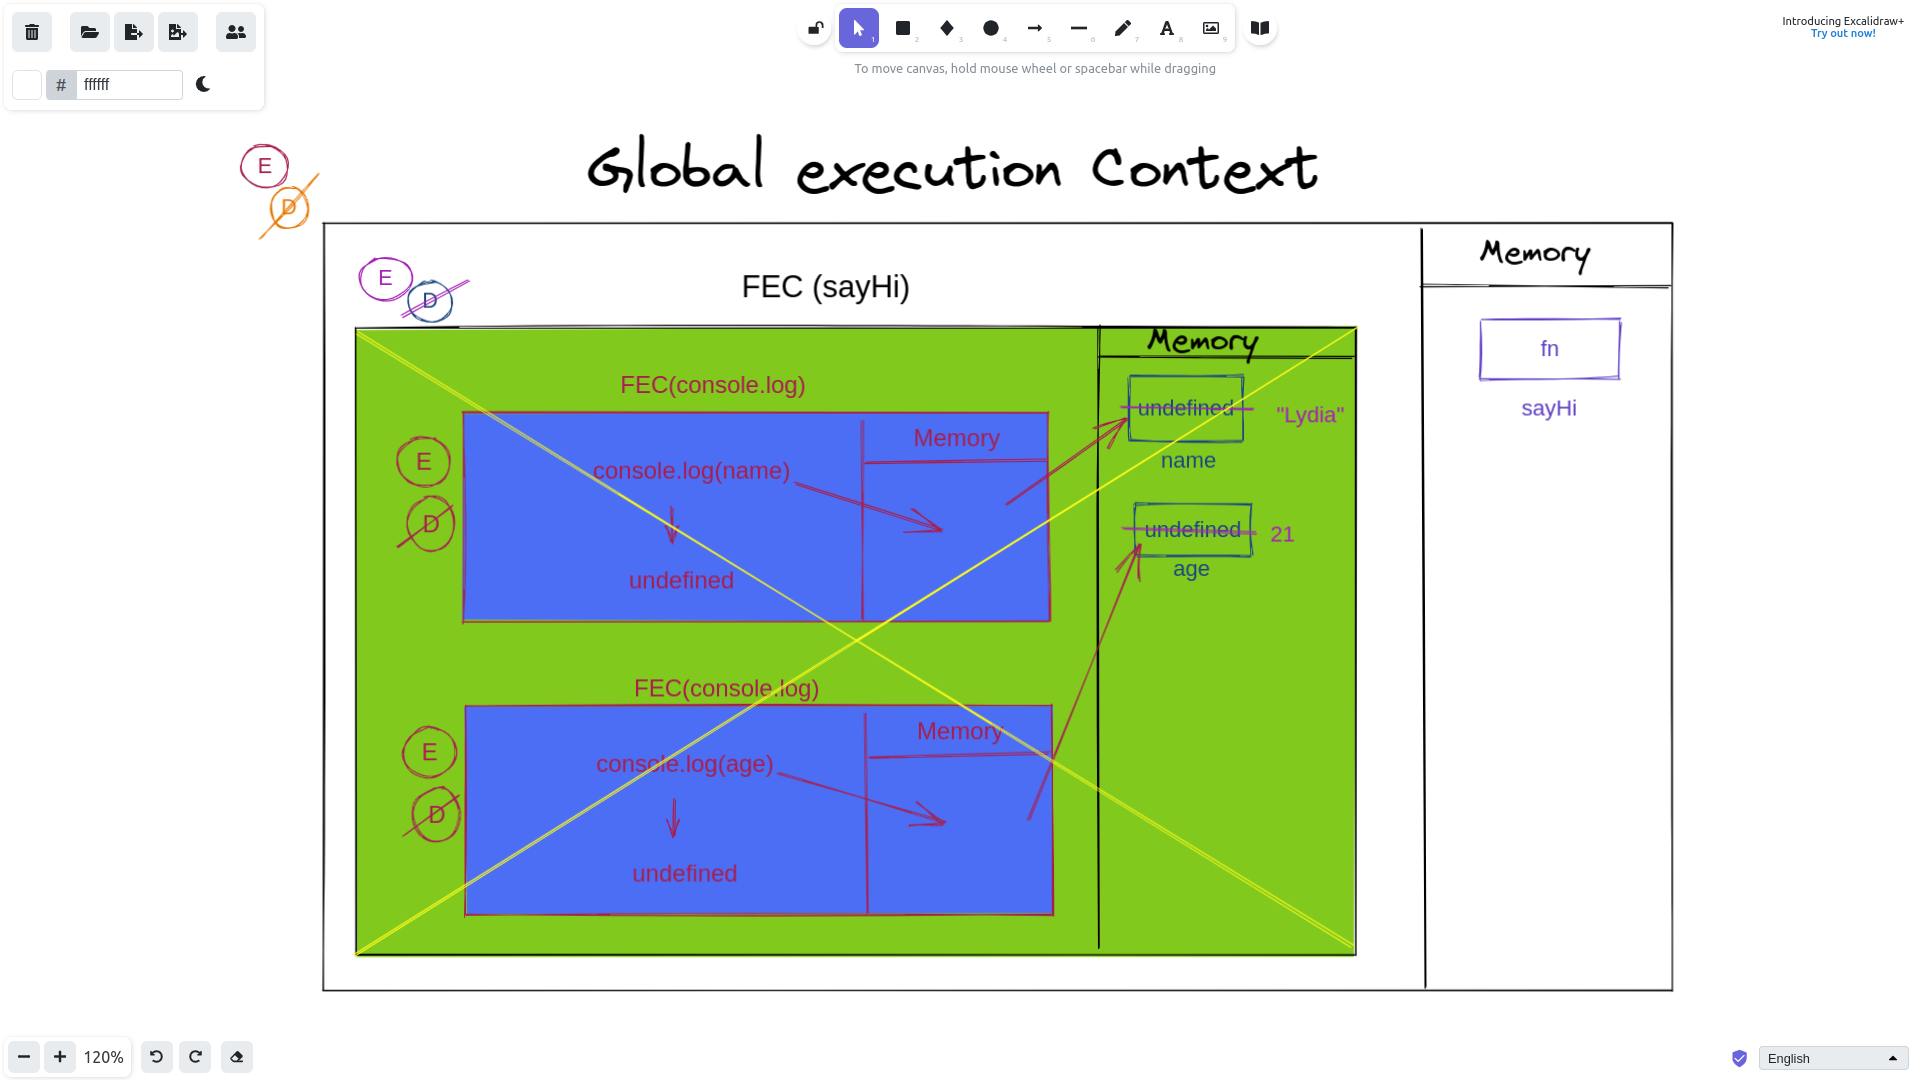 1
2
3
4
5
6
7
8
9
Introducing Excalidraw+
Try out now!
# ffffff
To move canvas, hold mouse wheel or spacebar while dragging
Global execution Context
E
D
Memory
E
D
FEC (sayHi)
Memory
fn
sayHi
FEC(console.log)
undefined
"Lydia"
name
E
D
console.log(name)
Memory
undefined
undefined
21
age
FEC(console.log)
E
D
console.log(age)
Memory
undefined
120%
English